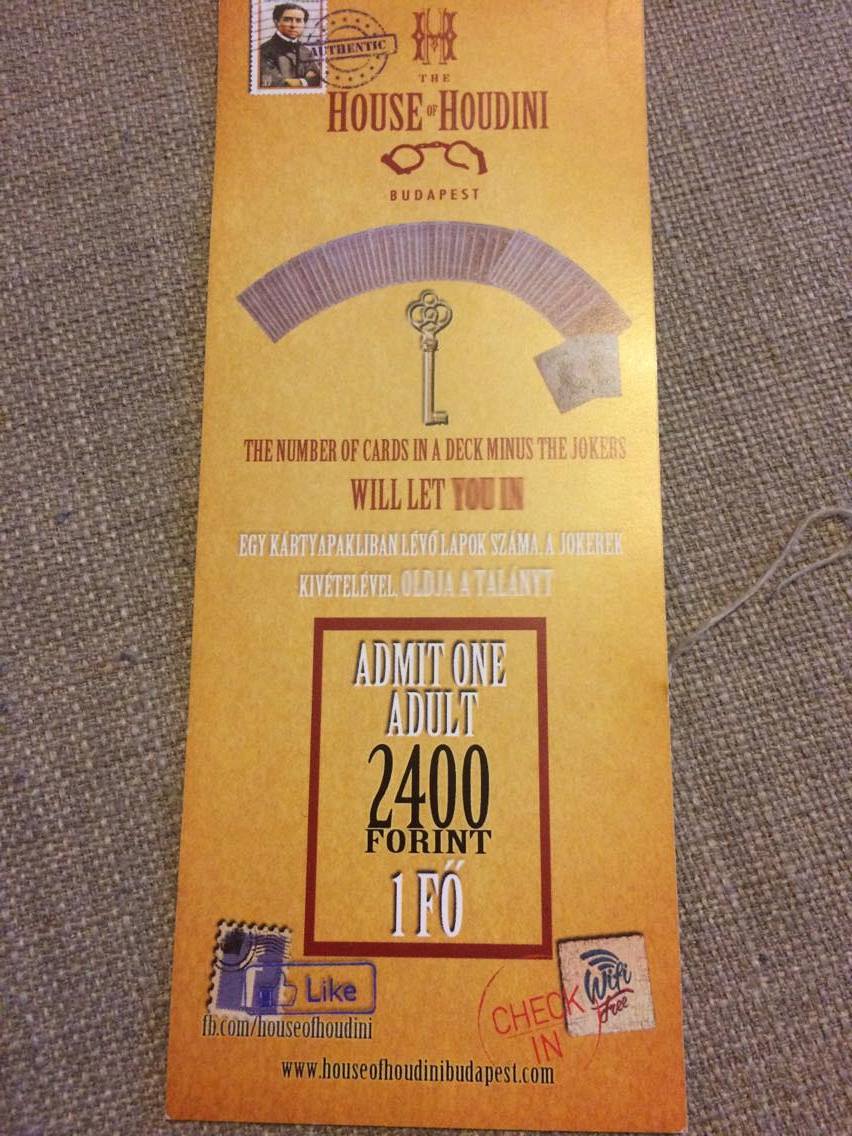 AUTHENTIC
H
THE
HOUSE OF HOUDINI
BUDAPEST
THE NUMBER OF CARDS IN A DECK MINUS THE JOKERS
WILL LET YOU IN
EGY KÁRTYAPAKLIBAN LÉVŐ LAPOK SZÁMA, A JOKEREK
KIVÉTELÉVEL, OLDJA A TALÁNYT
ADMIT ONE
ADULT
2400
FORINT
1 FŐ
Like
fb.com/houseofhoudini
CHECK
IN
Wifi
free
www.houseofhoudinibudapest.com